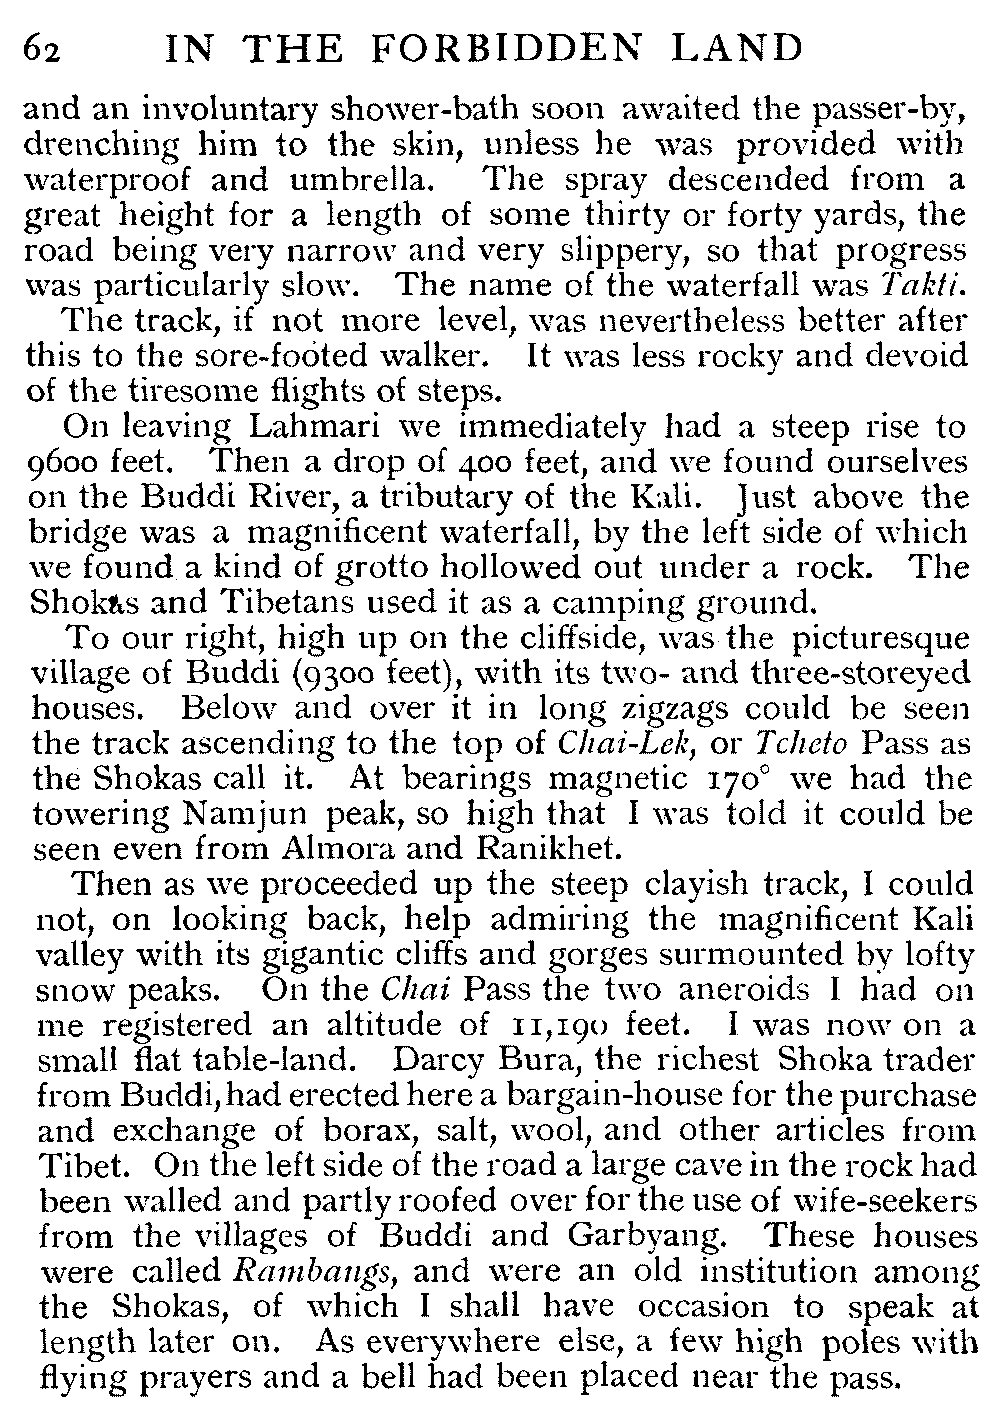 62 IN THE FORBIDDEN LAND
and an involuntary shower-bath soon awaited the passer-by,
drenching him to the skin, unless he was provided with
waterproof and umbrella. The spray descended from a
great height for a length of some thirty or forty yards, the
road being very narrow and very slippery, so that progress
was particularly slow. The name of the waterfall was Takti.
The track, if not more level, was nevertheless better after
this to the sore-footed walker. It was less rocky and devoid
of the tiresome flights of steps.
On leaving Lahmari we immediately had a steep rise to
9600 feet. Then a drop of 400 feet, and we found ourselves
on the Buddi River, a tributary of the Kali. Just above the
bridge was a magnificent waterfall, by the left side of which
we found a kind of grotto hollowed out under a rock. The
Shokas and Tibetans used it as a camping ground.
To our right, high up on the cliffside, was the picturesque
village of Buddi (9300 feet), with its two- and three-storeyed
houses. Below and over it in long zigzags could be seen
the track ascending to the top of Chai-Lek, or Tcheto Pass as
the Shokas call it. At bearings magnetic 170° we had the
towering Namjun peak, so high that I was told it could be
seen even from Almora and Ranikhet.
Then as we proceeded up the steep clayish track, I could
not, on looking back, help admiring the magnificent Kali
valley with its gigantic cliffs and gorges surmounted by lofty
snow peaks. On the Chai Pass the two aneroids I had on
me registered an altitude of 11,190 feet. I was now on a
small flat table-land. Darcy Bura, the richest Shoka trader
from Buddi, had erected here a bargain-house for the purchase
and exchange of borax, salt, wool, and other articles from
Tibet. On the left side of the road a large cave in the rock had
been walled and partly roofed over for the use of wife-seekers
from the villages of Buddi and Garbyang. These houses
were called Rambangs, and were an old institution among
the Shokas, of which I shall have occasion to speak at
length later on. As everywhere else, a few high poles with
flying prayers and a bell had been placed near the pass.